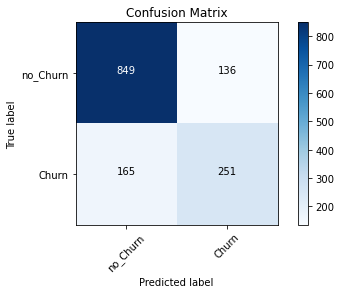 Confusion Matrix
True label
no_Churn
849
136
Churn
165
251
no_Churn
Churn
Predicted label
800
700
600
500
400
300
200